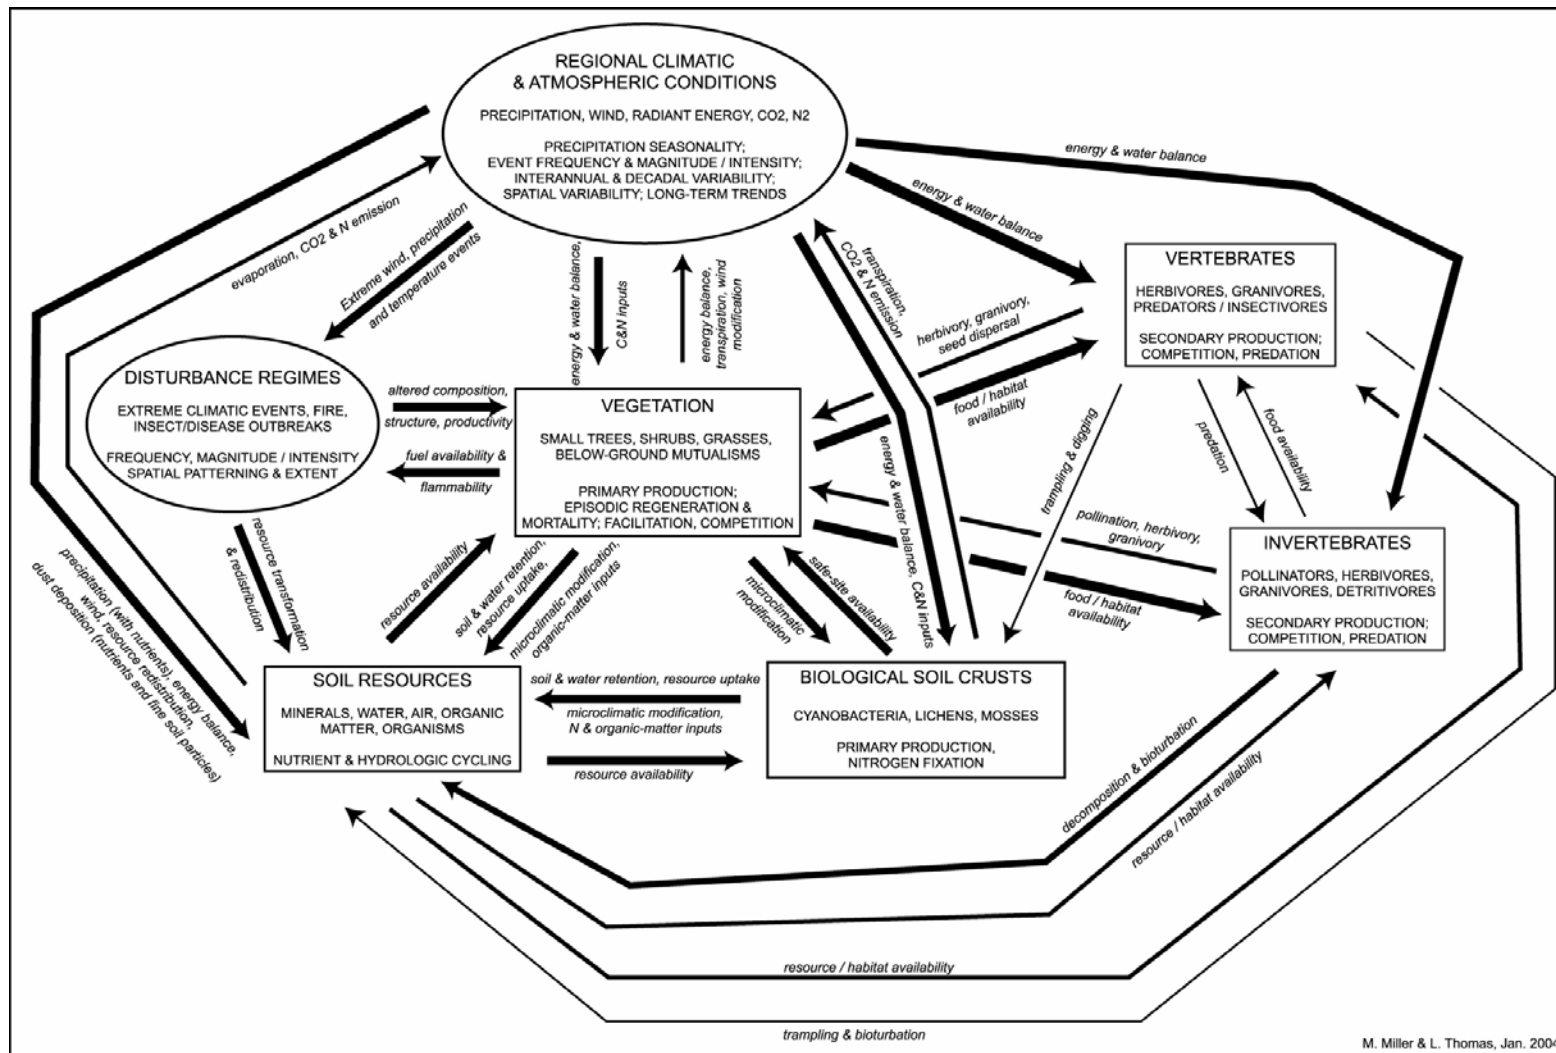 REGIONAL CLIMATIC
& ATMOSPHERIC CONDITIONS
PRECIPITATION, WIND, RADIANT ENERGY, CO2, N2
PRECIPITATION SEASONALITY;
EVENT FREQUENCY & MAGNITUDE / INTENSITY;
INTERANNUAL & DECADAL VARIABILITY;
SPATIAL VARIABILITY; LONG-TERM TRENDS
energy & water balance
energy & water balance
evaporation, CO2 & N emission
Extreme wind, precipitation
and temperature events
energy & water balance,
C&N inputs
energy balance,
transpiration, wind
modification
transpiration,
CO2 & N emission
herbivory, granivory,
seed dispersal
food / habitat
availability
VERTEBRATES
HERBIVORES, GRANIVORES,
PREDATORS / INSECTIVORES
SECONDARY PRODUCTION;
COMPETITION, PREDATION
DISTURBANCE REGIMES
EXTREME CLIMATIC EVENTS, FIRE,
INSECT/DISEASE OUTBREAKS
FREQUENCY, MAGNITUDE / INTENSITY
SPATIAL PATTERNING & EXTENT
altered composition,
structure, productivity
fuel availability &
flammability
VEGETATION
SMALL TREES, SHRUBS, GRASSES,
BELOW-GROUND MUTUALISMS
PRIMARY PRODUCTION;
EPISODIC REGENERATION &
MORTALITY; FACILITATION, COMPETITION
energy & water balance, C&N inputs
trampling & digging
predation
food availability
pollination, herbivory,
granivory
food / habitat
availability
INVERTEBRATES
POLLINATORS, HERBIVORES,
GRANIVORES, DETRITIVORES
SECONDARY PRODUCTION;
COMPETITION, PREDATION
resource transformation
& redistribution
precipitation (with nutrients), energy balance,
wind, resource redistribution,
dust deposition (nutrients and fine soil particles)
resource availability
soil & water retention,
resource uptake,
microclimatic modification,
organic-matter inputs
microclimatic
modification
safe-site availability
SOIL RESOURCES
MINERALS, WATER, AIR, ORGANIC
MATTER, ORGANISMS
NUTRIENT & HYDROLOGIC CYCLING
soil & water retention, resource uptake
microclimatic modification,
N & organic-matter inputs
resource availability
BIOLOGICAL SOIL CRUSTS
CYANOBACTERIA, LICHENS, MOSSES
PRIMARY PRODUCTION,
NITROGEN FIXATION
decomposition & bioturbation
resource / habitat availability
resource / habitat availability
trampling & bioturbation
M. Miller & L. Thomas, Jan. 2004